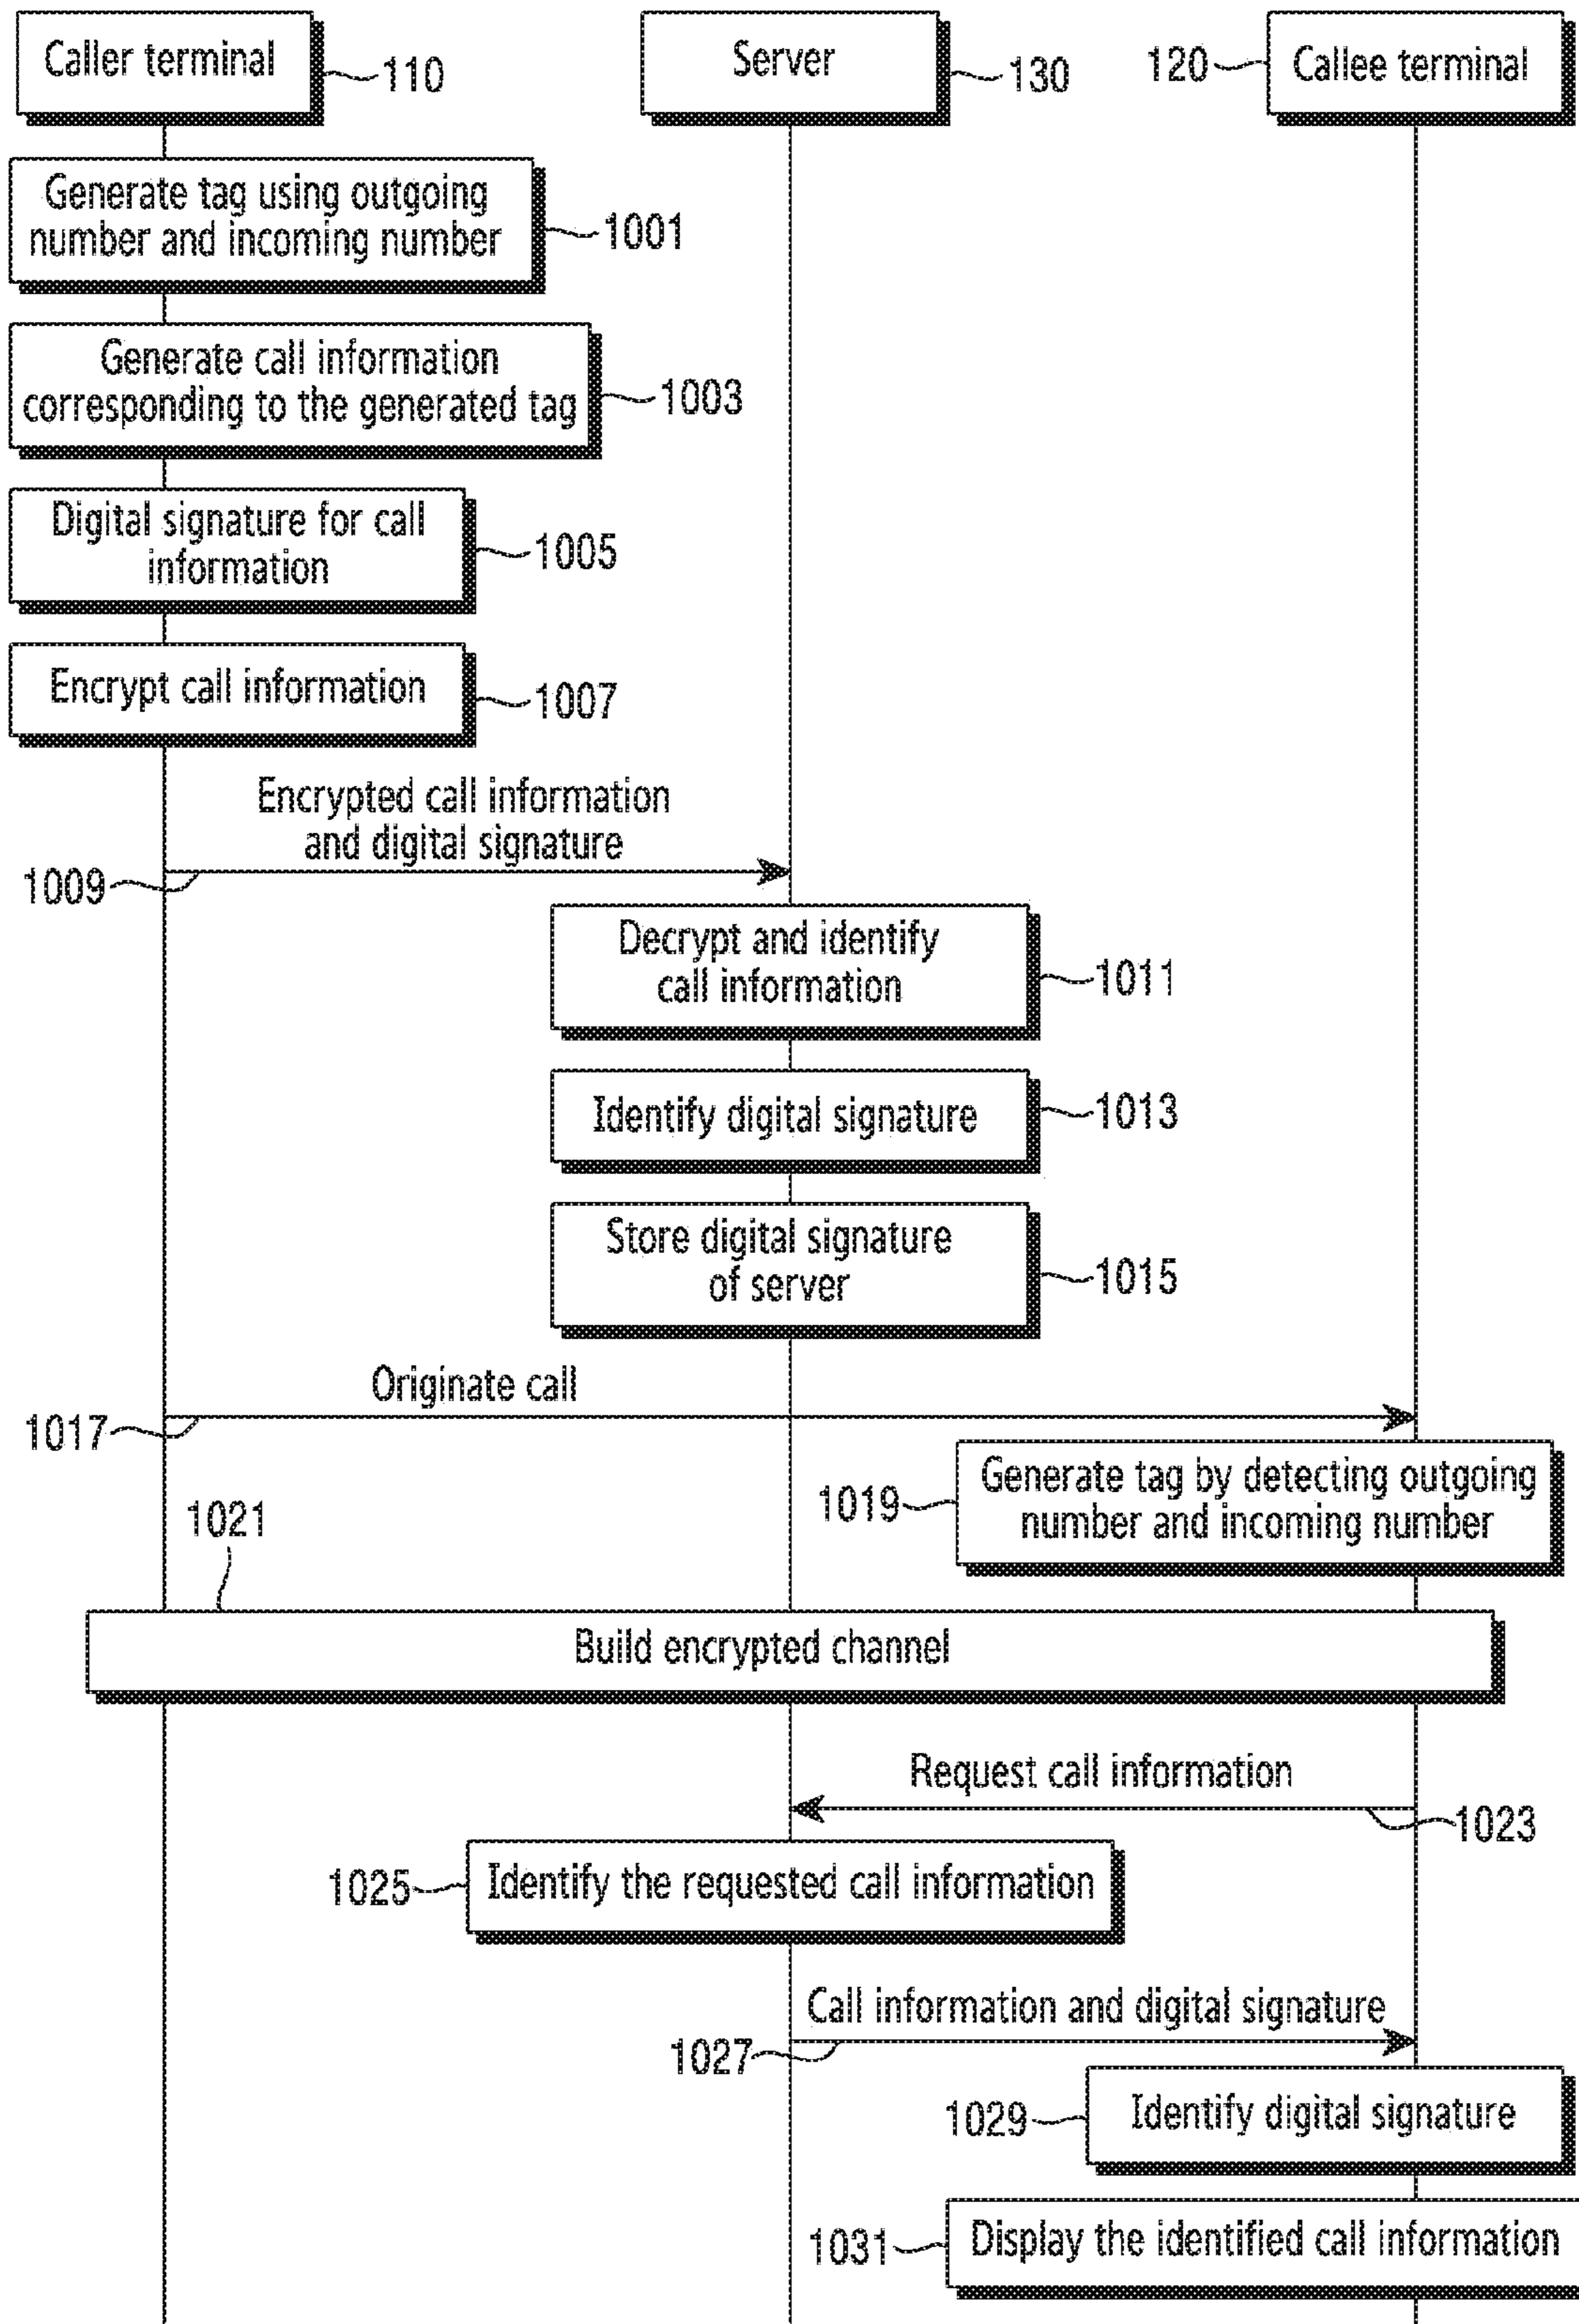 Caller terminal
110
Server
130
120
Callee terminal
Generate tag using outgoing
number and incoming number
1001
Generate call information
corresponding to the generated tag
1003
Digital signature for call
information
1005
Encrypt call information
1007
Encrypted call information
and digital signature
1009
Decrypt and identify
call information
1011
Identify digital signature
1013
Store digital signature
of server
1015
Originate call
1017
Generate tag by detecting outgoing
number and incoming number
1019
1021
Build encrypted channel
Request call information
1023
1025
Identify the requested call information
Call information and digital signature
1027
1029
Identify digital signature
1031
Display the identified call information